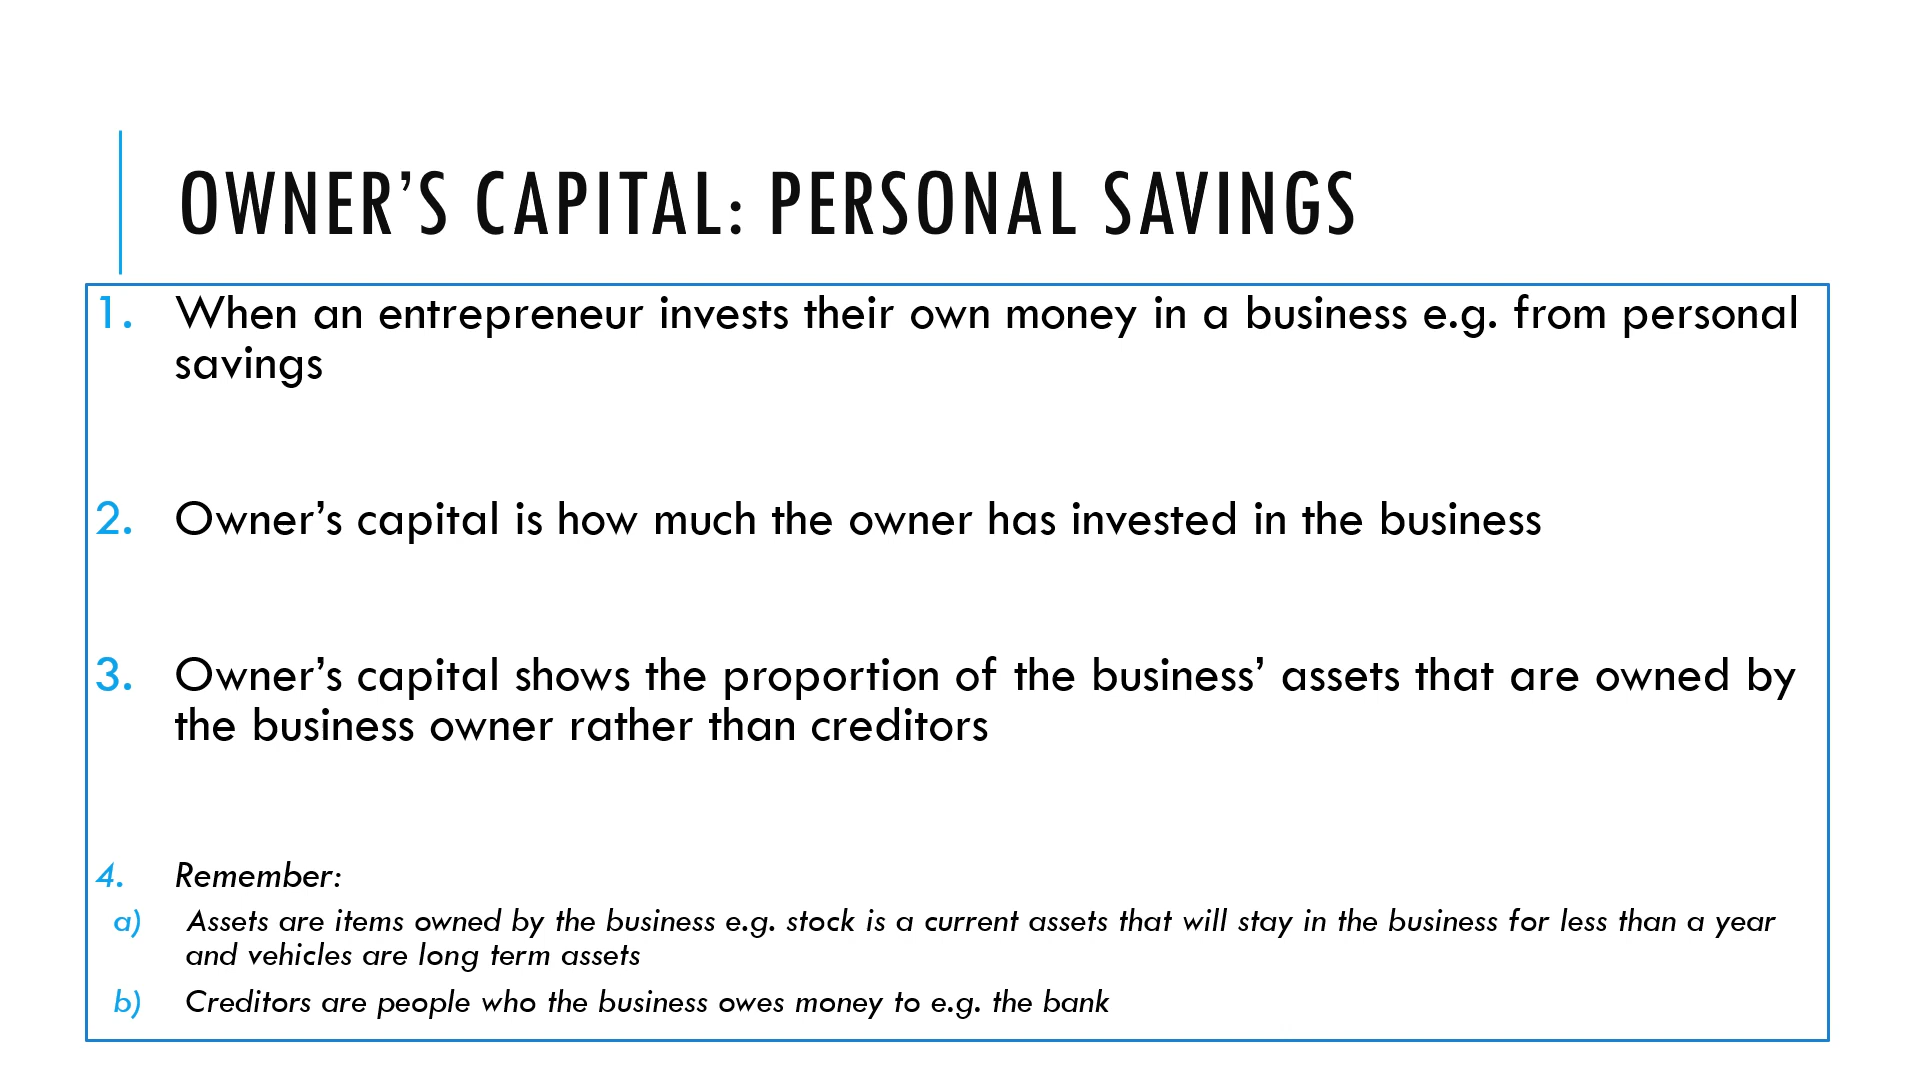 OWNER’S CAPITAL: PERSONAL SAVINGS
1. When an entrepreneur invests their own money in a business e.g. from personal
savings
2. Owner’s capital is how much the owner has invested in the business
3. Owner’s capital shows the proportion of the business’ assets that are owned by
the business owner rather than creditors
4. Remember:
a) Assets are items owned by the business e.g. stock is a current assets that will stay in the business for less than a year
and vehicles are long term assets
b) Creditors are people who the business owes money to e.g. the bank